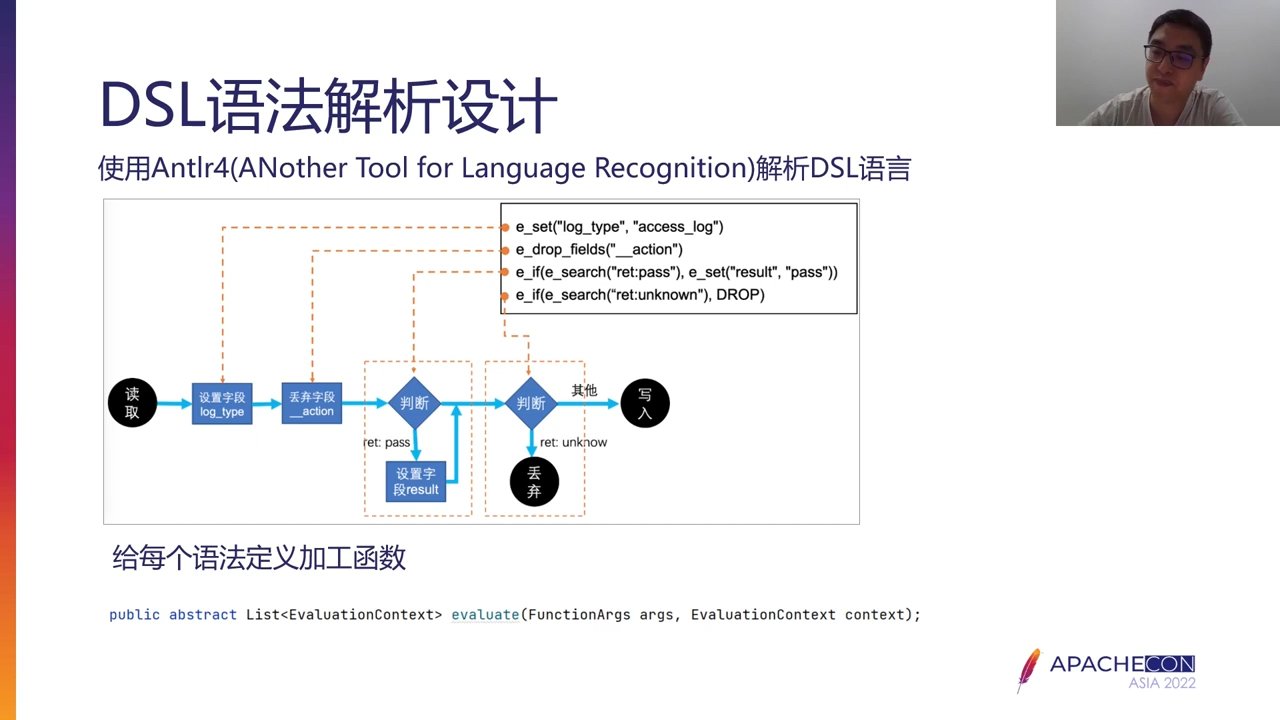 DSL语法解析设计
使用Antlr4(ANother Tool for Language Recognition)解析DSL语言
e_set("log_type", "access_log")
e_drop_fields("__action")
e_if(e_search("ret:pass"), e_set("result", "pass"))
e_if(e_search(“ret:unknown"), DROP)
读
取
设置字段
log_type
丢弃字段
__action
判断
ret: pass
设置字
段result
判断
其他
ret: unknow
丢
弃
写
入
给每个语法定义加工函数
public abstract List<EvaluationContext> evaluate(FunctionArgs args, EvaluationContext context);
APACHECON
ASIA 2022